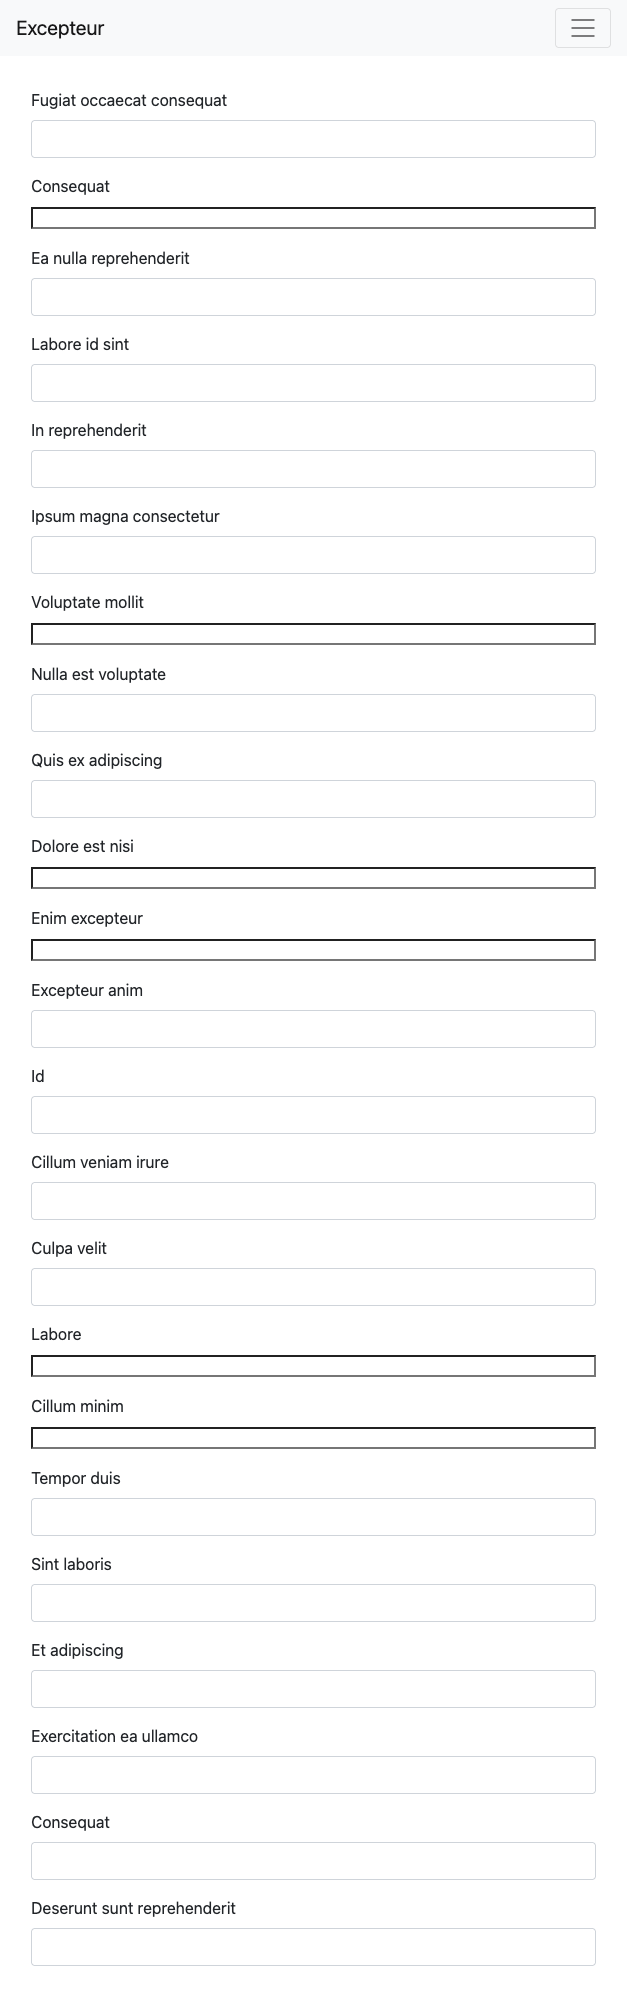 Excepteur
Fugiat occaecat consequat
Consequat
Ea nulla reprehenderit
Labore id sint
In reprehenderit
Ipsum magna consectetur
Voluptate mollit
Nulla est voluptate
Quis ex adipiscing
Dolore est nisi
Enim excepteur
Excepteur anim
Id
Cillum veniam irure
Culpa velit
Labore
Cillum minim
Tempor duis
Sint laboris
Et adipiscing
Exercitation ea ullamco
Consequat
Deserunt sunt reprehenderit